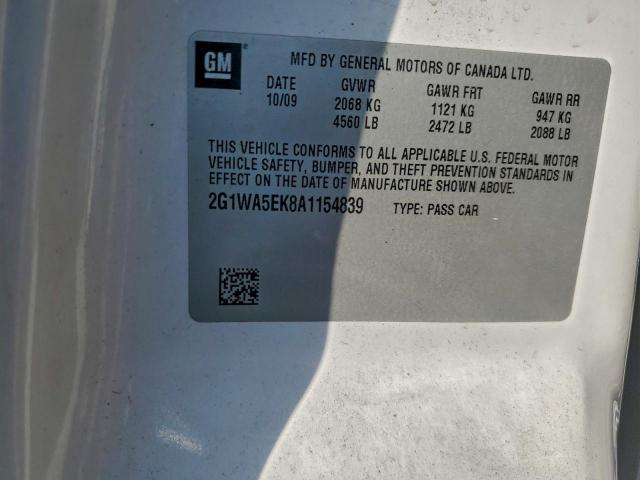 GM
MFD BY GENERAL MOTORS OF CANADA LTD.
DATE GVWR GAWR FRT GAWR RR
10/09 2068 KG 1121 KG 947 KG
4560 LB 2472 LB 2088 LB
THIS VEHICLE CONFORMS TO ALL APPLICABLE U.S. FEDERAL MOTOR
VEHICLE SAFETY, BUMPER, AND THEFT PREVENTION STANDARDS IN
EFFECT ON THE DATE OF MANUFACTURE SHOWN ABOVE.
2G1WA5EK8A1154839 TYPE: PASS CAR